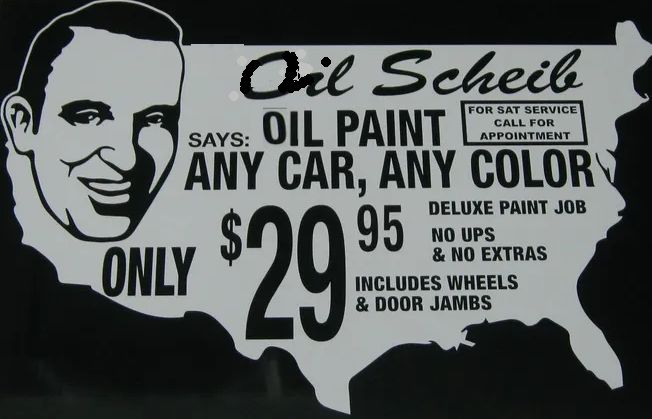 Oil Scheib
FOR SAT SERVICE
CALL FOR
APPOINTMENT
SAYS: OIL PAINT
ANY CAR, ANY COLOR
ONLY $29 95
DELUXE PAINT JOB
NO UPS
& NO EXTRAS
INCLUDES WHEELS
& DOOR JAMBS